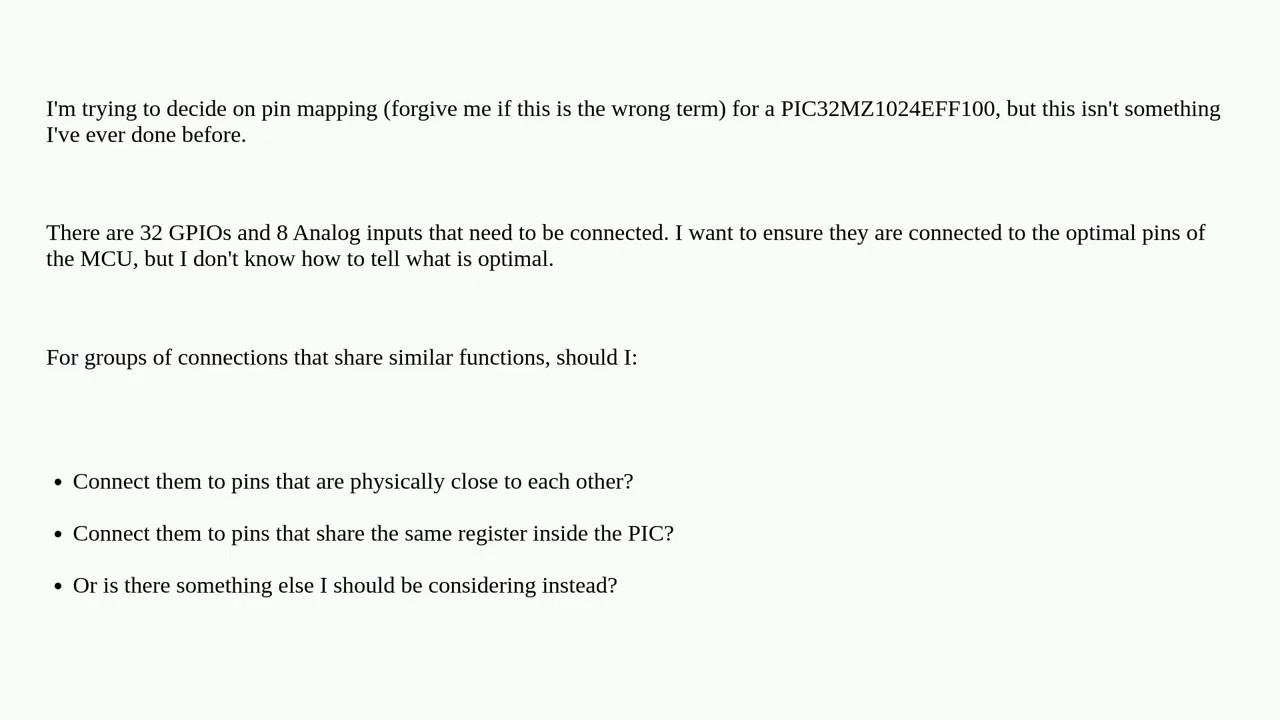 I'm trying to decide on pin mapping (forgive me if this is the wrong term) for a PIC32MZ1024EFF100, but this isn't something
I've ever done before.
There are 32 GPIOs and 8 Analog inputs that need to be connected. I want to ensure they are connected to the optimal pins of
the MCU, but I don't know how to tell what is optimal.
For groups of connections that share similar functions, should I:
• Connect them to pins that are physically close to each other?
• Connect them to pins that share the same register inside the PIC?
• Or is there something else I should be considering instead?